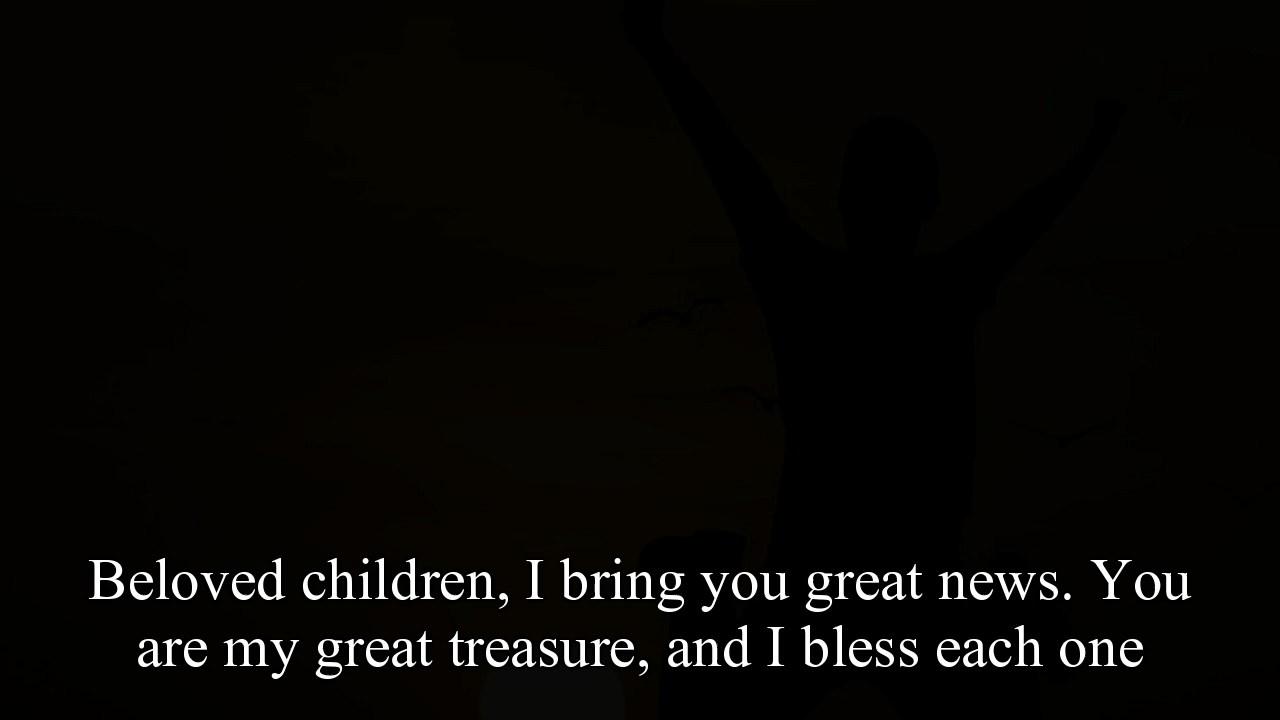 Beloved children, I bring you great news. You
are my great treasure, and I bless each one